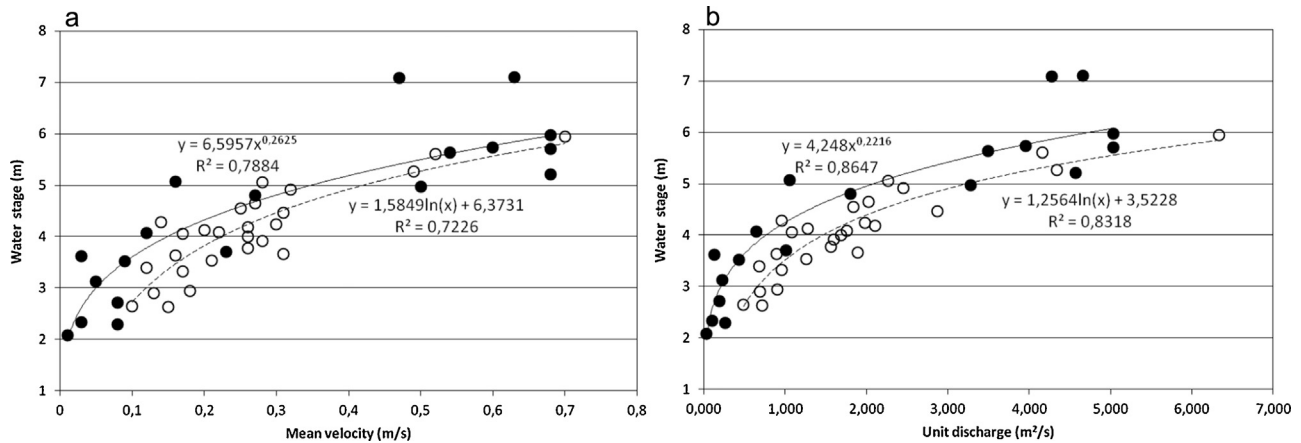 a
8
7
6
5
4
3
2
1
Water stage (m)
y = 6,5957x^0,2625
R² = 0,7884
y = 1,5849ln(x) + 6,3731
R² = 0,7226
0 0,1 0,2 0,3 0,4 0,5 0,6 0,7 0,8
Mean velocity (m/s)
b
8
7
6
5
4
3
2
1
Water stage (m)
y = 4,248x^0,2216
R² = 0,8647
y = 1,2564ln(x) + 3,5228
R² = 0,8318
0,000 1,000 2,000 3,000 4,000 5,000 6,000 7,000
Unit discharge (m²/s)